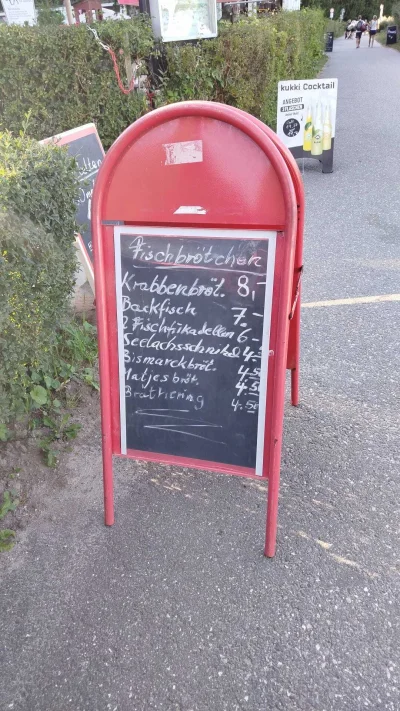 kukki Cocktail
ANGEBOT
Fischbrötchen
Krabbenbröt. 8,-
Backfisch 7.-
2 Fischfrikadellen 6-
Seelachsschnitzel 4.50
Bismarckbröt. 4.50
Matjesbröt. 4.50
Brathering 4.50